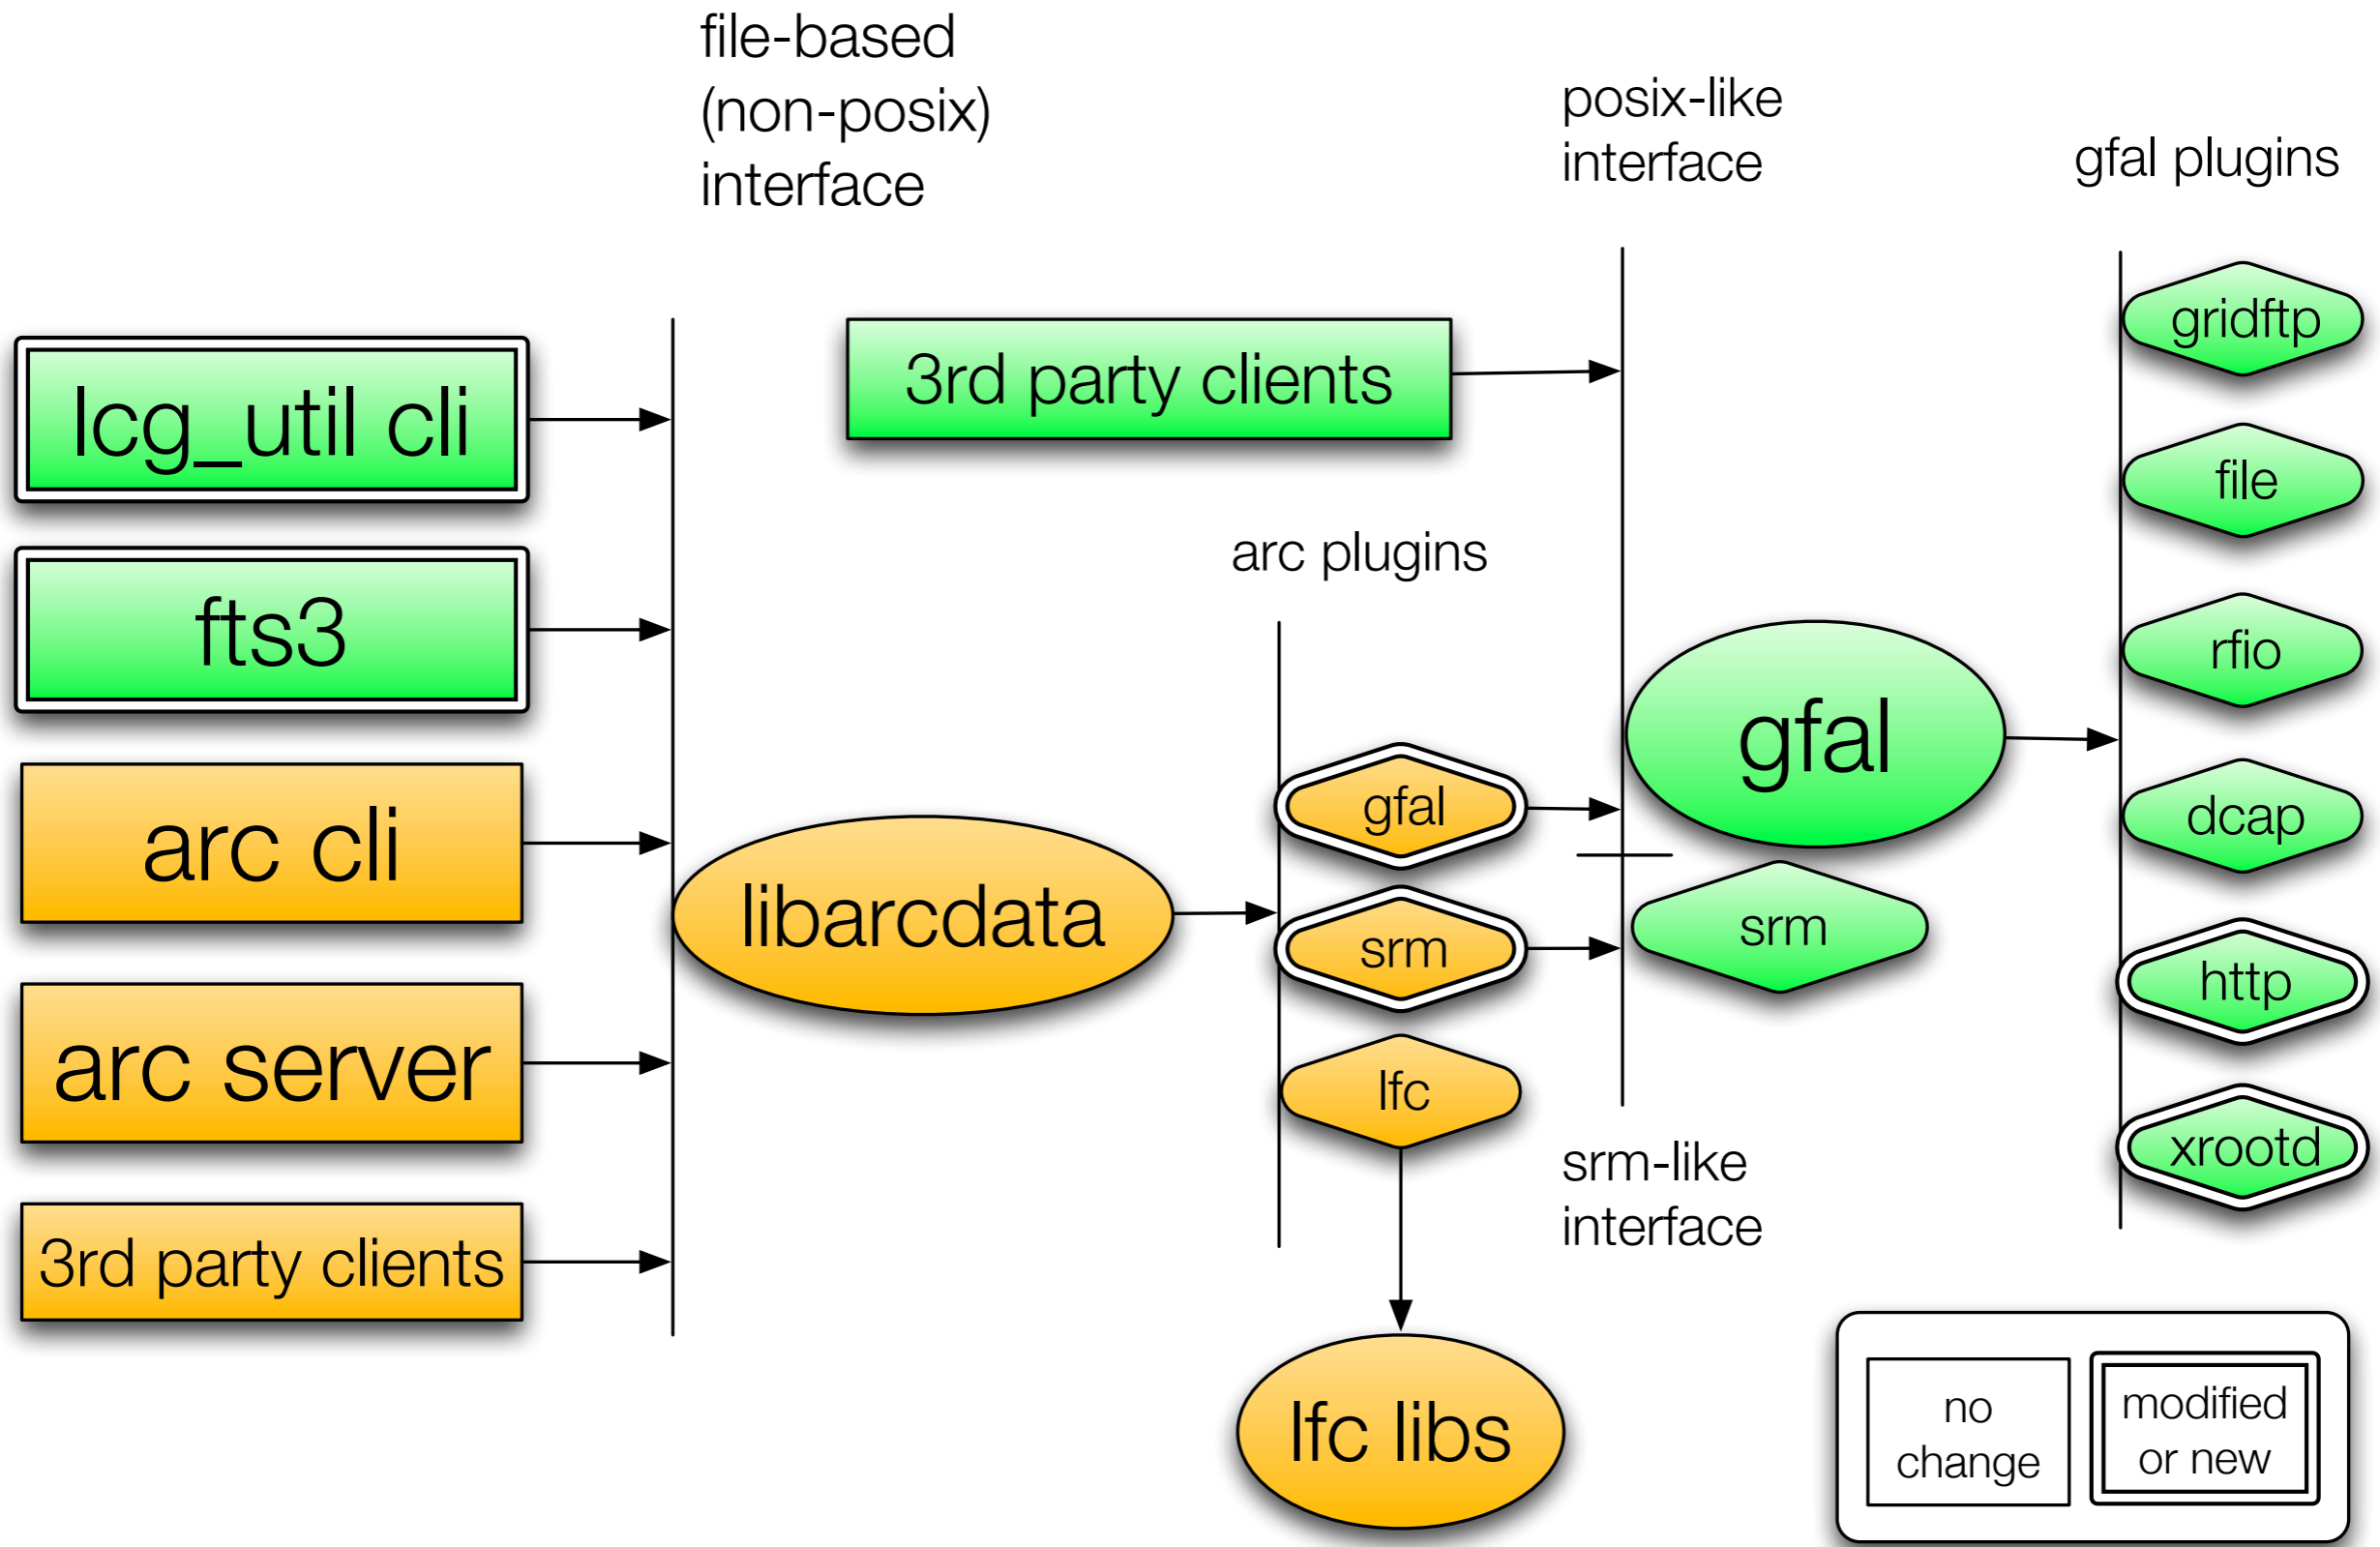 file-based
(non-posix)
interface
posix-like
interface
gfal plugins
lcg_util cli
fts3
arc cli
arc server
3rd party clients
3rd party clients
libarcdata
arc plugins
gfal
srm
lfc
lfc libs
gfal
srm
srm-like
interface
gridftp
file
rfio
dcap
http
xrootd
no
change
modified
or new